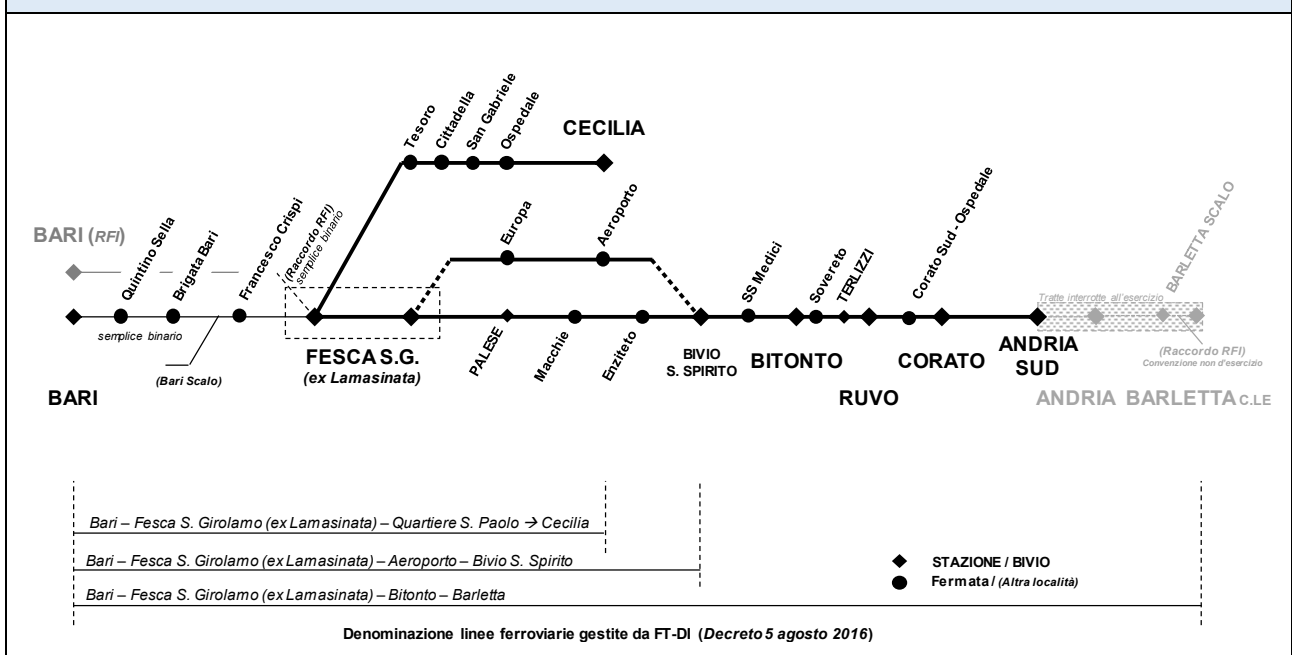 Tesoro
Cittadella
San Gabriele
Ospedale
CECILIA
BARI (RFI)
Quintino Sella
Brigata Bari
Francesco Crispi
(Raccordo RFI)
semplice binario
Europa
Aeroporto
SS Medici
Sovereto
TERLIZZI
Corato Sud - Ospedale
BARLETTA SCALO
Tratte interrotte all'esercizio
semplice binario
(Bari Scalo)
BARI
FESCA S.G.
(ex Lamasinata)
PALESE
Macchie
Enziteto
BIVIO
S. SPIRITO
BITONTO
RUVO
CORATO
ANDRIA
SUD
(Raccordo RFI)
Convenzione non d'esercizio
ANDRIA
BARLETTA C.LE
Bari – Fesca S. Girolamo (ex Lamasinata) – Quartiere S. Paolo → Cecilia
Bari – Fesca S. Girolamo (ex Lamasinata) – Aeroporto – Bivio S. Spirito
Bari – Fesca S. Girolamo (ex Lamasinata) – Bitonto – Barletta
STAZIONE / BIVIO
Fermata / (Altra località)
Denominazione linee ferroviarie gestite da FT-DI (Decreto 5 agosto 2016)